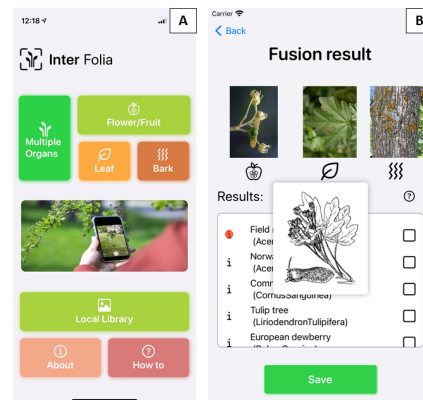 12:18
A
Inter Folia
Multiple
Organs
Flower/Fruit
Leaf
Bark
Local Library
About
How to
Carrier
B
Back
Fusion result
Results:
Field
(Acer
Norw
(Acer
Comm
(CornusSanguinea)
Tulip tree
(LiriodendronTulipifera)
European dewberry
Save